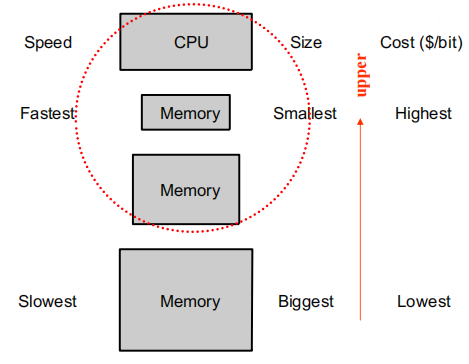 Speed CPU Size Cost ($/bit)
upper
Fastest Memory Smallest Highest
Memory
Slowest Memory Biggest Lowest